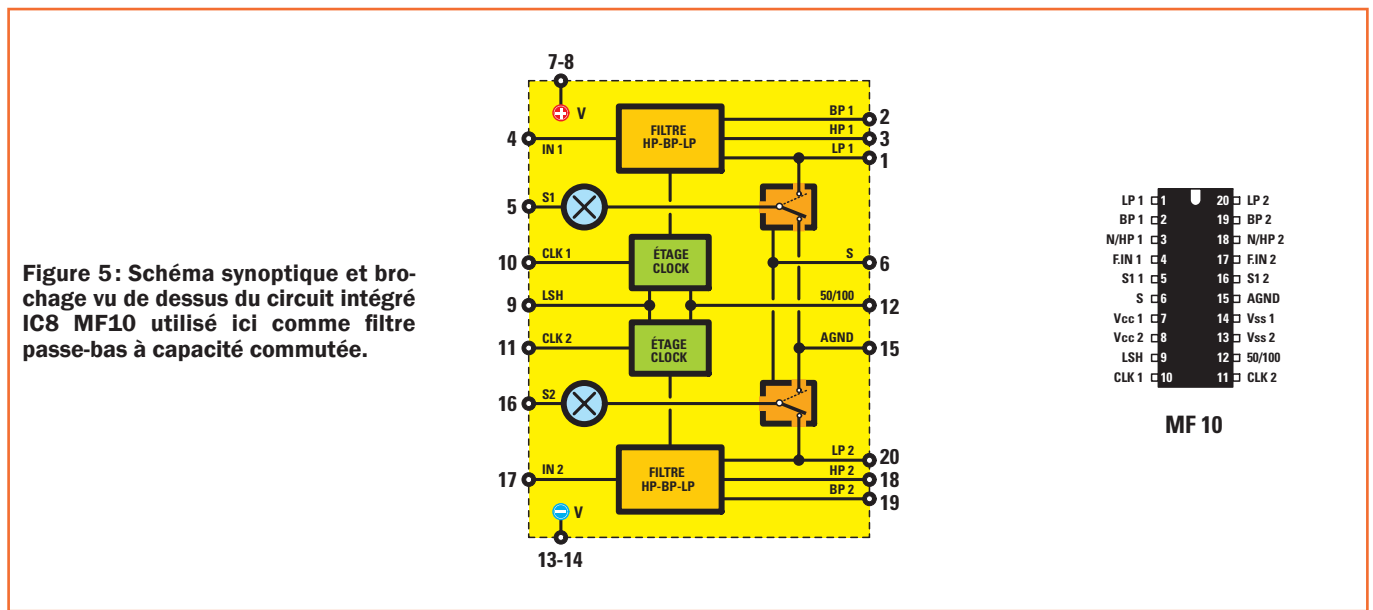 Figure 5: Schéma synoptique et bro-
chage vu de dessus du circuit intégré
IC8 MF10 utilisé ici comme filtre
passe-bas à capacité commutée.
7-8
V
4
IN 1
FILTRE
HP-BP-LP
BP 1
2
HP 1
3
LP 1
1
5
S1
10
CLK 1
ÉTAGE
CLOCK
S
6
9
LSH
50/100
12
11
CLK 2
ÉTAGE
CLOCK
AGND
15
16
S2
17
IN 2
FILTRE
HP-BP-LP
LP 2
20
HP 2
18
BP 2
19
V
13-14
LP 1 1 20 LP 2
BP 1 2 19 BP 2
N/HP 1 3 18 N/HP 2
F.IN 1 4 17 F.IN 2
S1 1 5 16 S1 2
S 6 15 AGND
Vcc 1 7 14 Vss 1
Vcc 2 8 13 Vss 2
LSH 9 12 50/100
CLK 1 10 11 CLK 2
MF 10